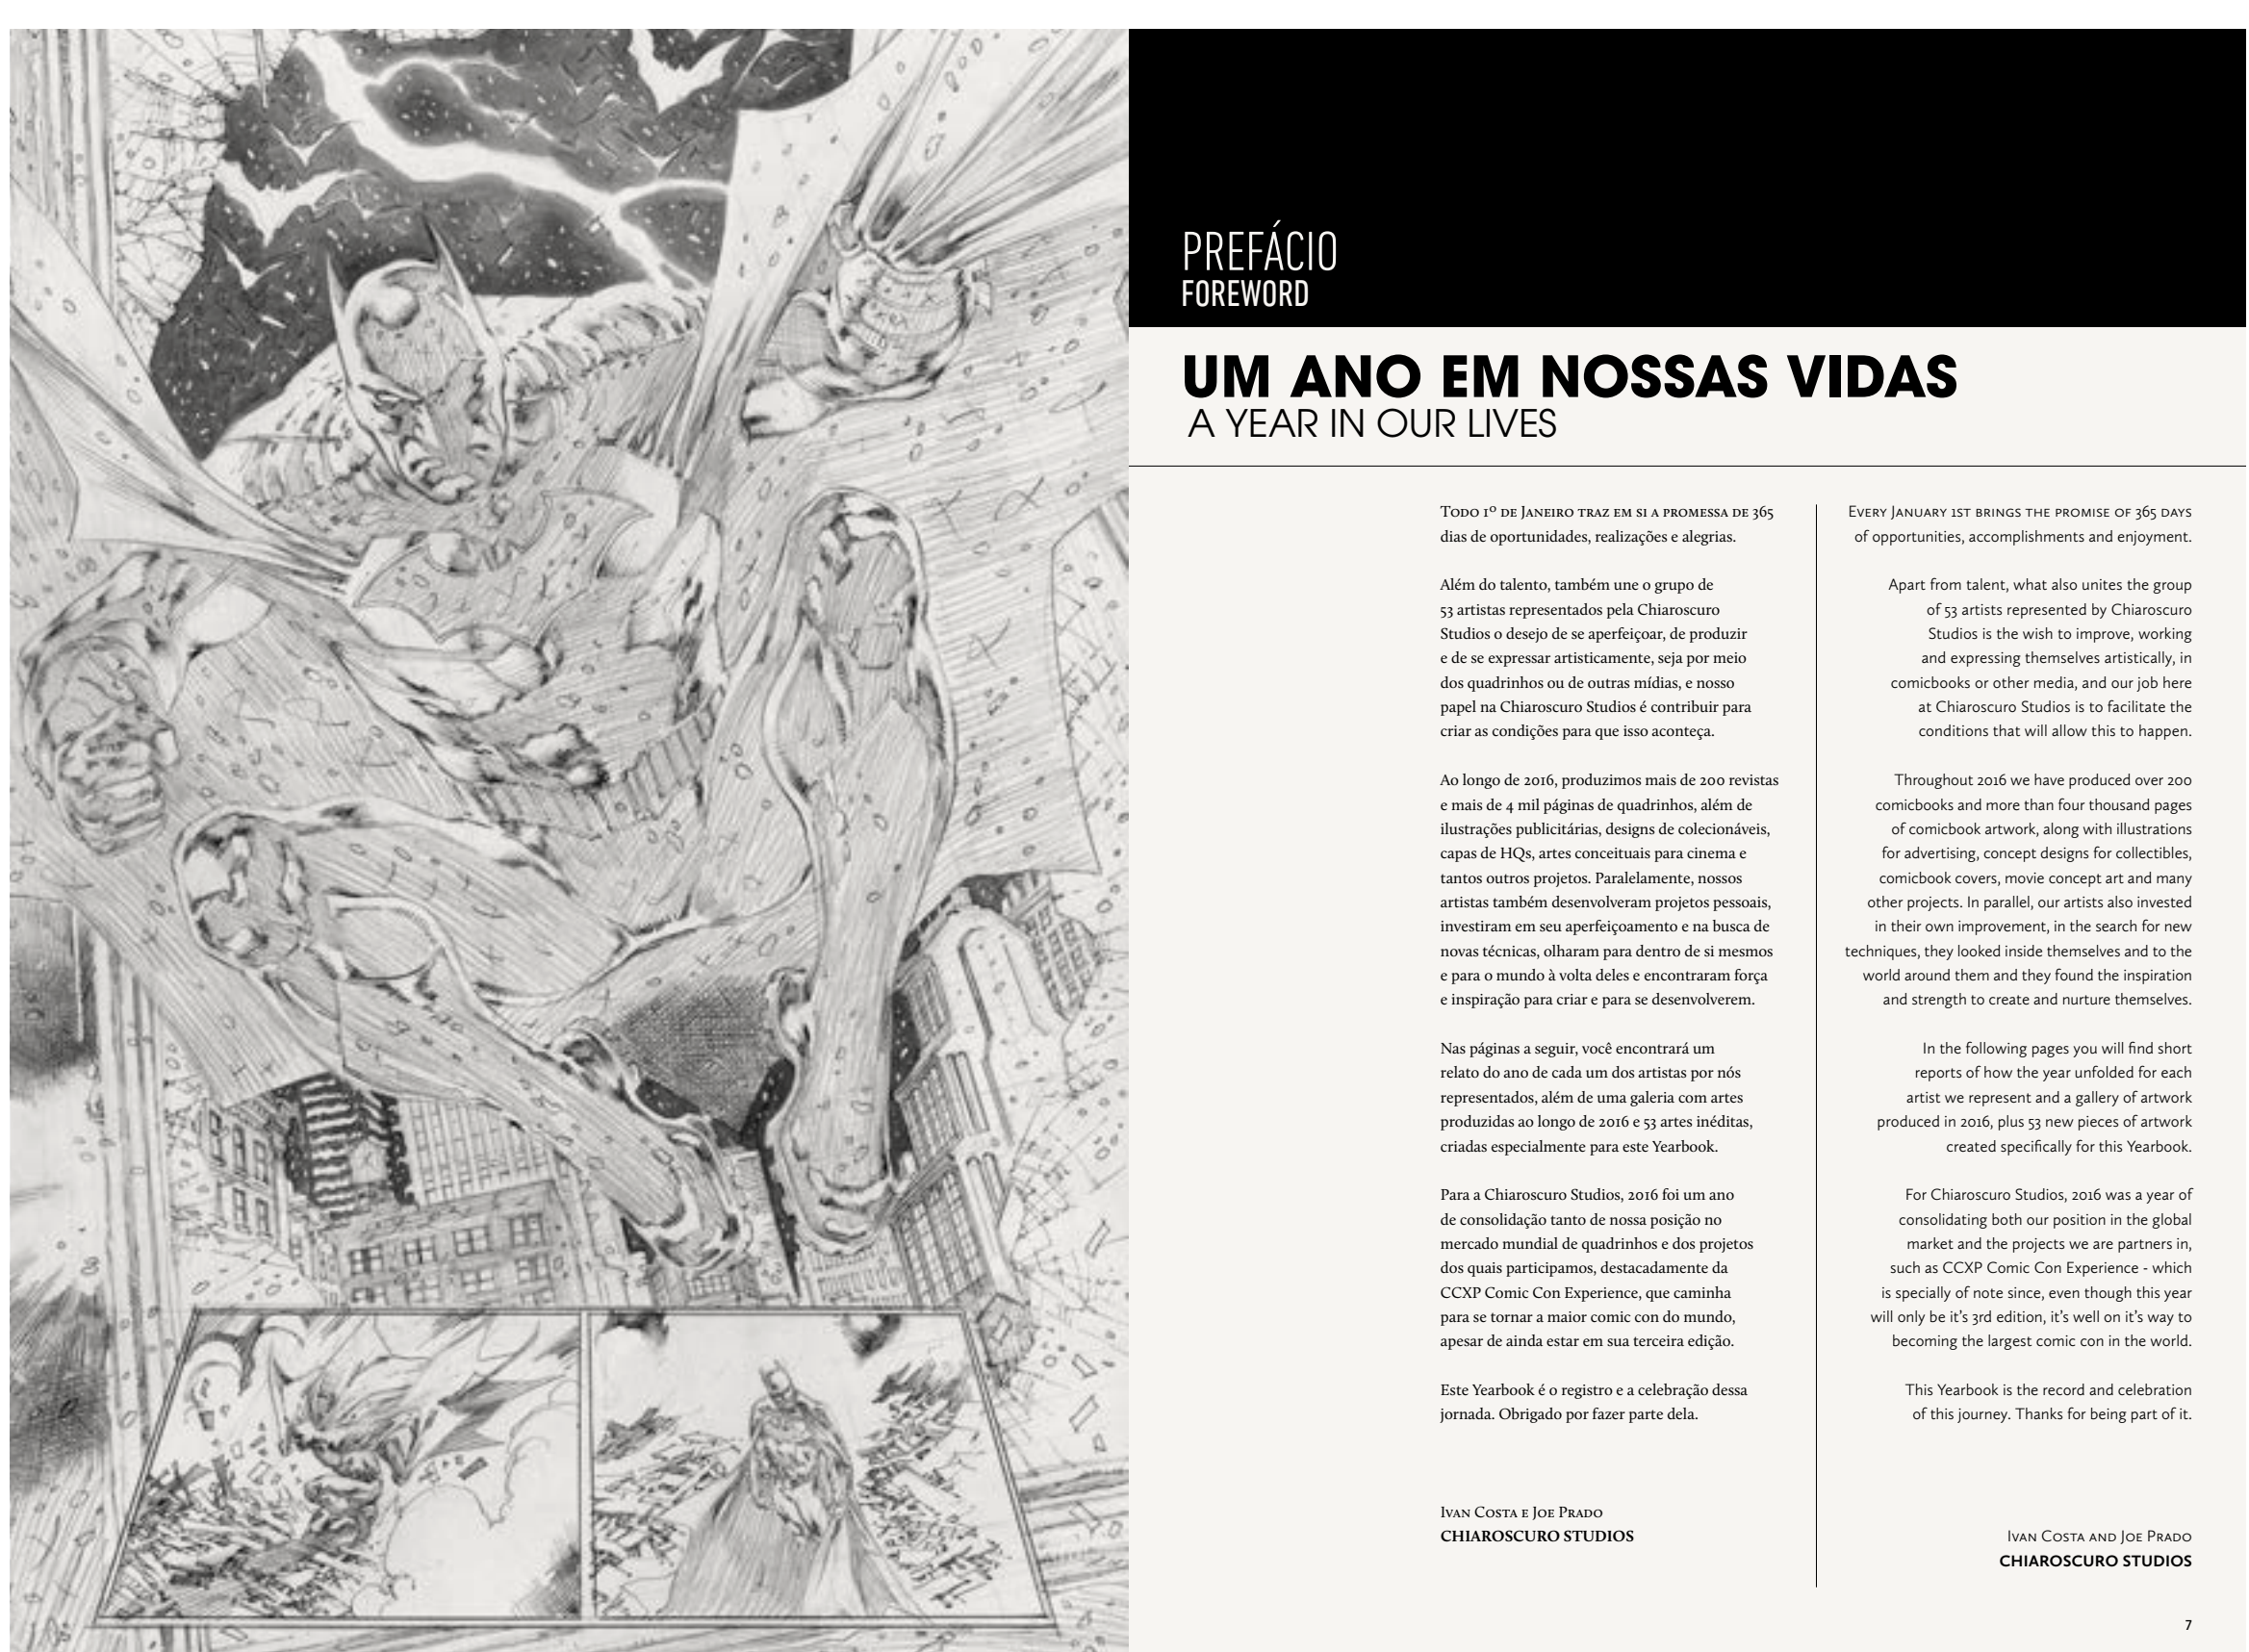 PREFÁCIO
FOREWORD
UM ANO EM NOSSAS VIDAS
A YEAR IN OUR LIVES
Todo 1º de Janeiro traz em si a promessa de 365
dias de oportunidades, realizações e alegrias.
Além do talento, também une o grupo de
53 artistas representados pela Chiaroscuro
Studios o desejo de se aperfeiçoar, de produzir
e de se expressar artisticamente, seja por meio
dos quadrinhos ou de outras mídias, e nosso
papel na Chiaroscuro Studios é contribuir para
criar as condições para que isso aconteça.
Ao longo de 2016, produzimos mais de 200 revistas
e mais de 4 mil páginas de quadrinhos, além de
ilustrações publicitárias, designs de colecionáveis,
capas de HQs, artes conceituais para cinema e
tantos outros projetos. Paralelamente, nossos
artistas também desenvolveram projetos pessoais,
investiram em seu aperfeiçoamento e na busca de
novas técnicas, olharam para dentro de si mesmos
e para o mundo à volta deles e encontraram força
e inspiração para criar e para se desenvolverem.
Nas páginas a seguir, você encontrará um
relato do ano de cada um dos artistas por nós
representados, além de uma galeria com artes
produzidas ao longo de 2016 e 53 artes inéditas,
criadas especialmente para este Yearbook.
Para a Chiaroscuro Studios, 2016 foi um ano
de consolidação tanto de nossa posição no
mercado mundial de quadrinhos e dos projetos
dos quais participamos, destacadamente da
CCXP Comic Con Experience, que caminha
para se tornar a maior comic con do mundo,
apesar de ainda estar em sua terceira edição.
Este Yearbook é o registro e a celebração dessa
jornada. Obrigado por fazer parte dela.
Ivan Costa e Joe Prado
CHIAROSCURO STUDIOS
Every January 1st brings the promise of 365 days
of opportunities, accomplishments and enjoyment.
Apart from talent, what also unites the group
of 53 artists represented by Chiaroscuro
Studios is the wish to improve, working
and expressing themselves artistically, in
comicbooks or other media, and our job here
at Chiaroscuro Studios is to facilitate the
conditions that will allow this to happen.
Throughout 2016 we have produced over 200
comicbooks and more than four thousand pages
of comicbook artwork, along with illustrations
for advertising, concept designs for collectibles,
comicbook covers, movie concept art and many
other projects. In parallel, our artists also invested
in their own improvement, in the search for new
techniques, they looked inside themselves and to the
world around them and they found the inspiration
and strength to create and nurture themselves.
In the following pages you will find short
reports of how the year unfolded for each
artist we represent and a gallery of artwork
produced in 2016, plus 53 new pieces of artwork
created specifically for this Yearbook.
For Chiaroscuro Studios, 2016 was a year of
consolidating both our position in the global
market and the projects we are partners in,
such as CCXP Comic Con Experience - which
is specially of note since, even though this year
will only be it's 3rd edition, it's well on it's way to
becoming the largest comic con in the world.
This Yearbook is the record and celebration
of this journey. Thanks for being part of it.
Ivan Costa and Joe Prado
CHIAROSCURO STUDIOS
7